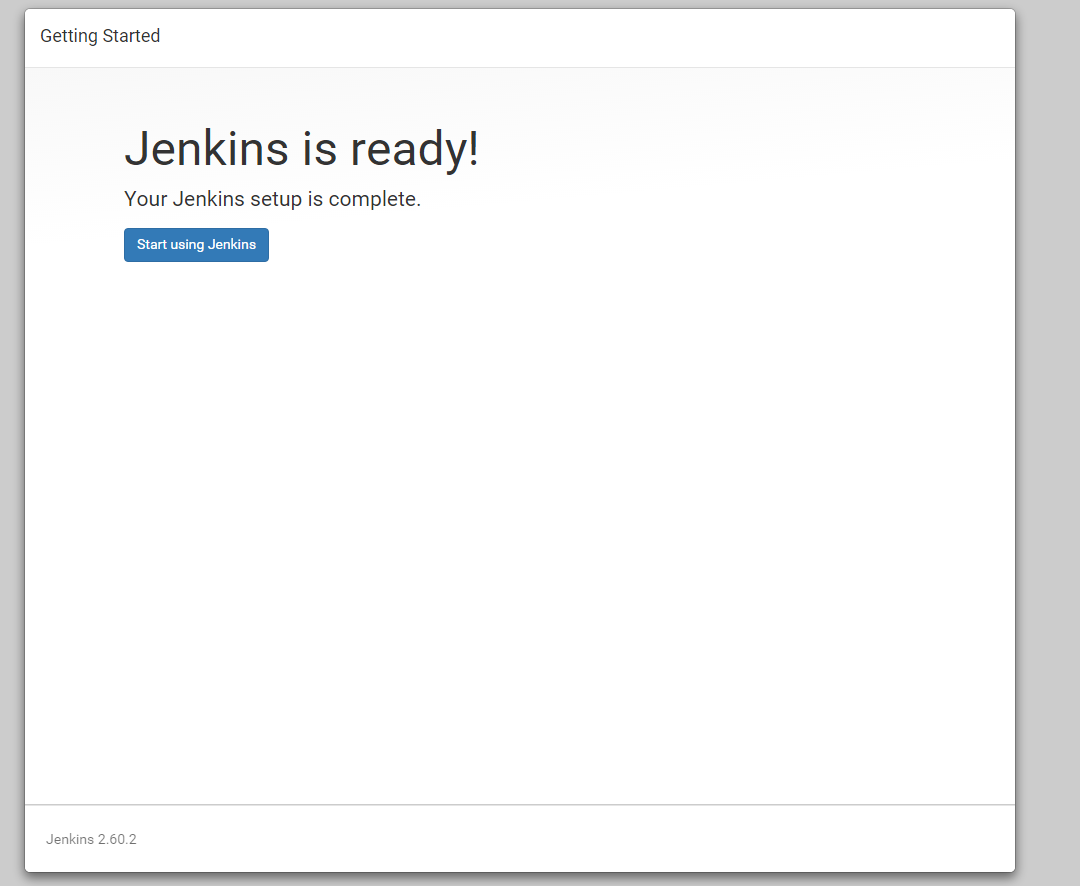 Getting Started
Jenkins is ready!
Your Jenkins setup is complete.
Start using Jenkins
Jenkins 2.60.2